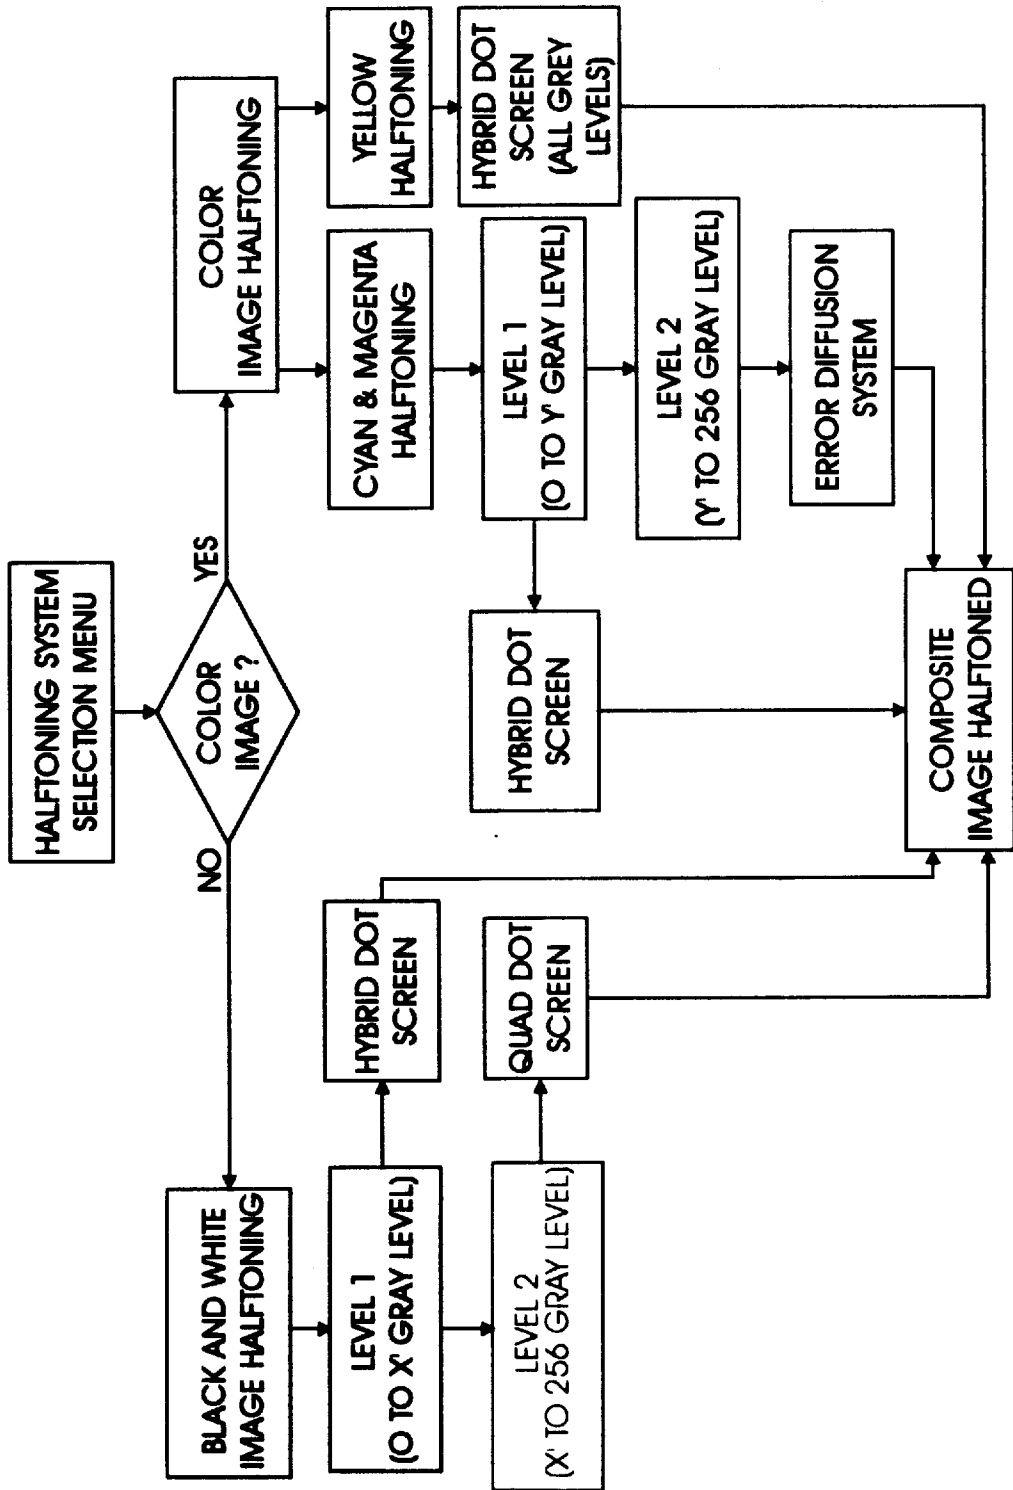 HALFTONING SYSTEM
SELECTION MENU
COLOR
IMAGE ?
NO
YES
BLACK AND WHITE
IMAGE HALFTONING
LEVEL 1
(O TO X' GRAY LEVEL)
HYBRID DOT
SCREEN
LEVEL 2
(X' TO 256 GRAY LEVEL)
QUAD DOT
SCREEN
COLOR
IMAGE HALFTONING
CYAN & MAGENTA
HALFTONING
YELLOW
HALFTONING
LEVEL 1
(O TO Y' GRAY LEVEL)
HYBRID DOT
SCREEN
(ALL GREY
LEVELS)
HYBRID DOT
SCREEN
LEVEL 2
(Y' TO 256 GRAY LEVEL)
ERROR DIFFUSION
SYSTEM
COMPOSITE
IMAGE HALFTONED